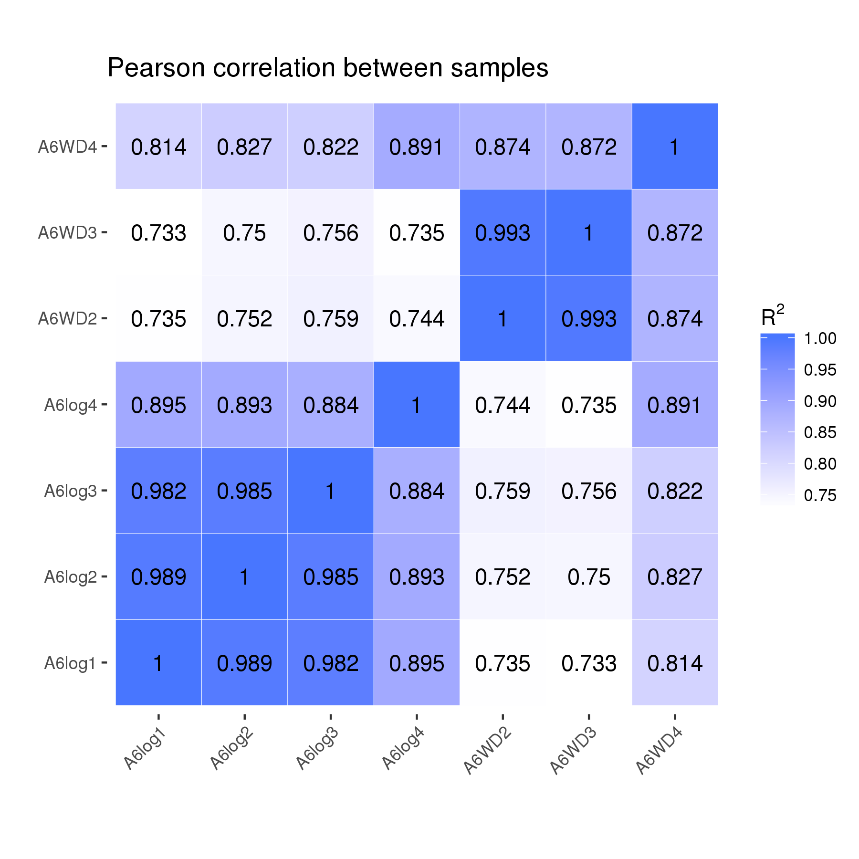 Pearson correlation between samples
A6WD4 0.814 0.827 0.822 0.891 0.874 0.872 1
A6WD3 0.733 0.75 0.756 0.735 0.993 1 0.872
A6WD2 0.735 0.752 0.759 0.744 1 0.993 0.874
A6log4 0.895 0.893 0.884 1 0.744 0.735 0.891
A6log3 0.982 0.985 1 0.884 0.759 0.756 0.822
A6log2 0.989 1 0.985 0.893 0.752 0.75 0.827
A6log1 1 0.989 0.982 0.895 0.735 0.733 0.814
A6log1 A6log2 A6log3 A6log4 A6WD2 A6WD3 A6WD4
R²
1.00
0.95
0.90
0.85
0.80
0.75